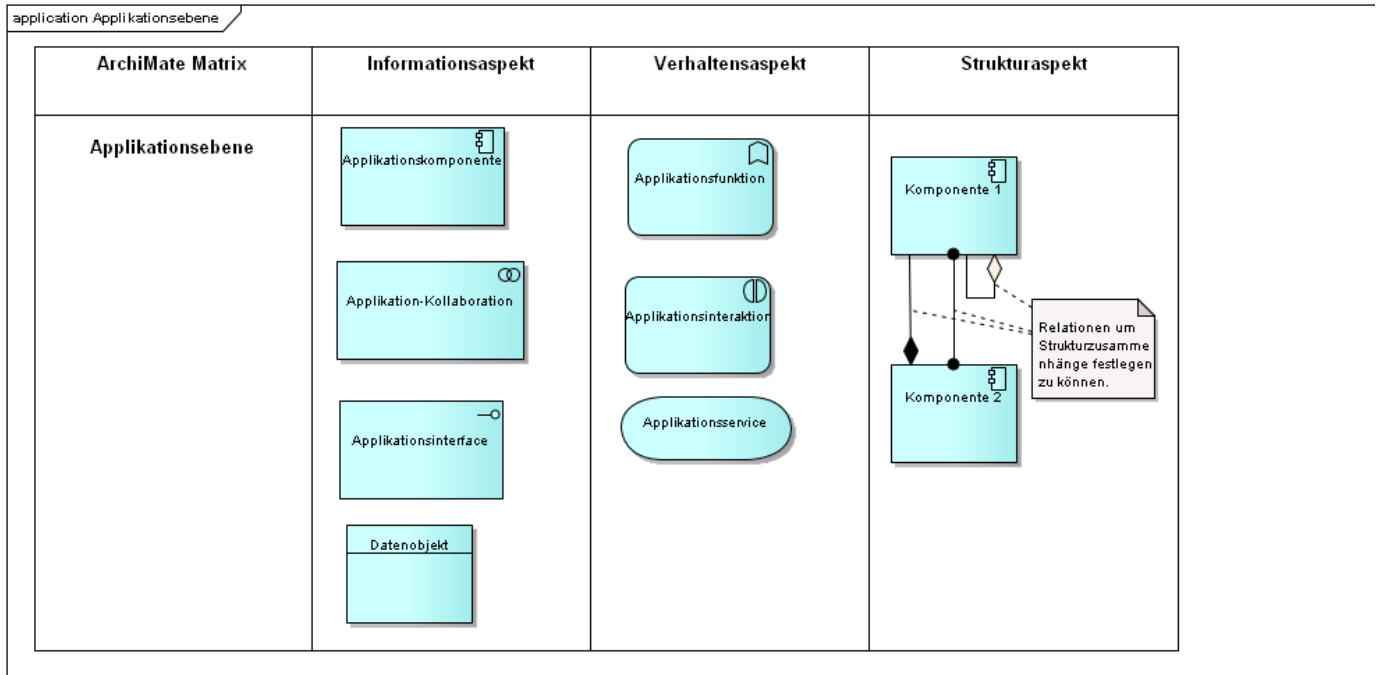 application Applikationsebene
ArchiMate Matrix
Informationsaspekt
Verhaltensaspekt
Strukturaspekt
Applikationsebene
Applikationskomponente
Applikation-Kollaboration
Applikationsinterface
Datenobjekt
Applikationsfunktion
Applikationsinteraktion
Applikationsservice
Komponente 1
Relationen um
Strukturzusamme
nhänge festlegen
zu können.
Komponente 2